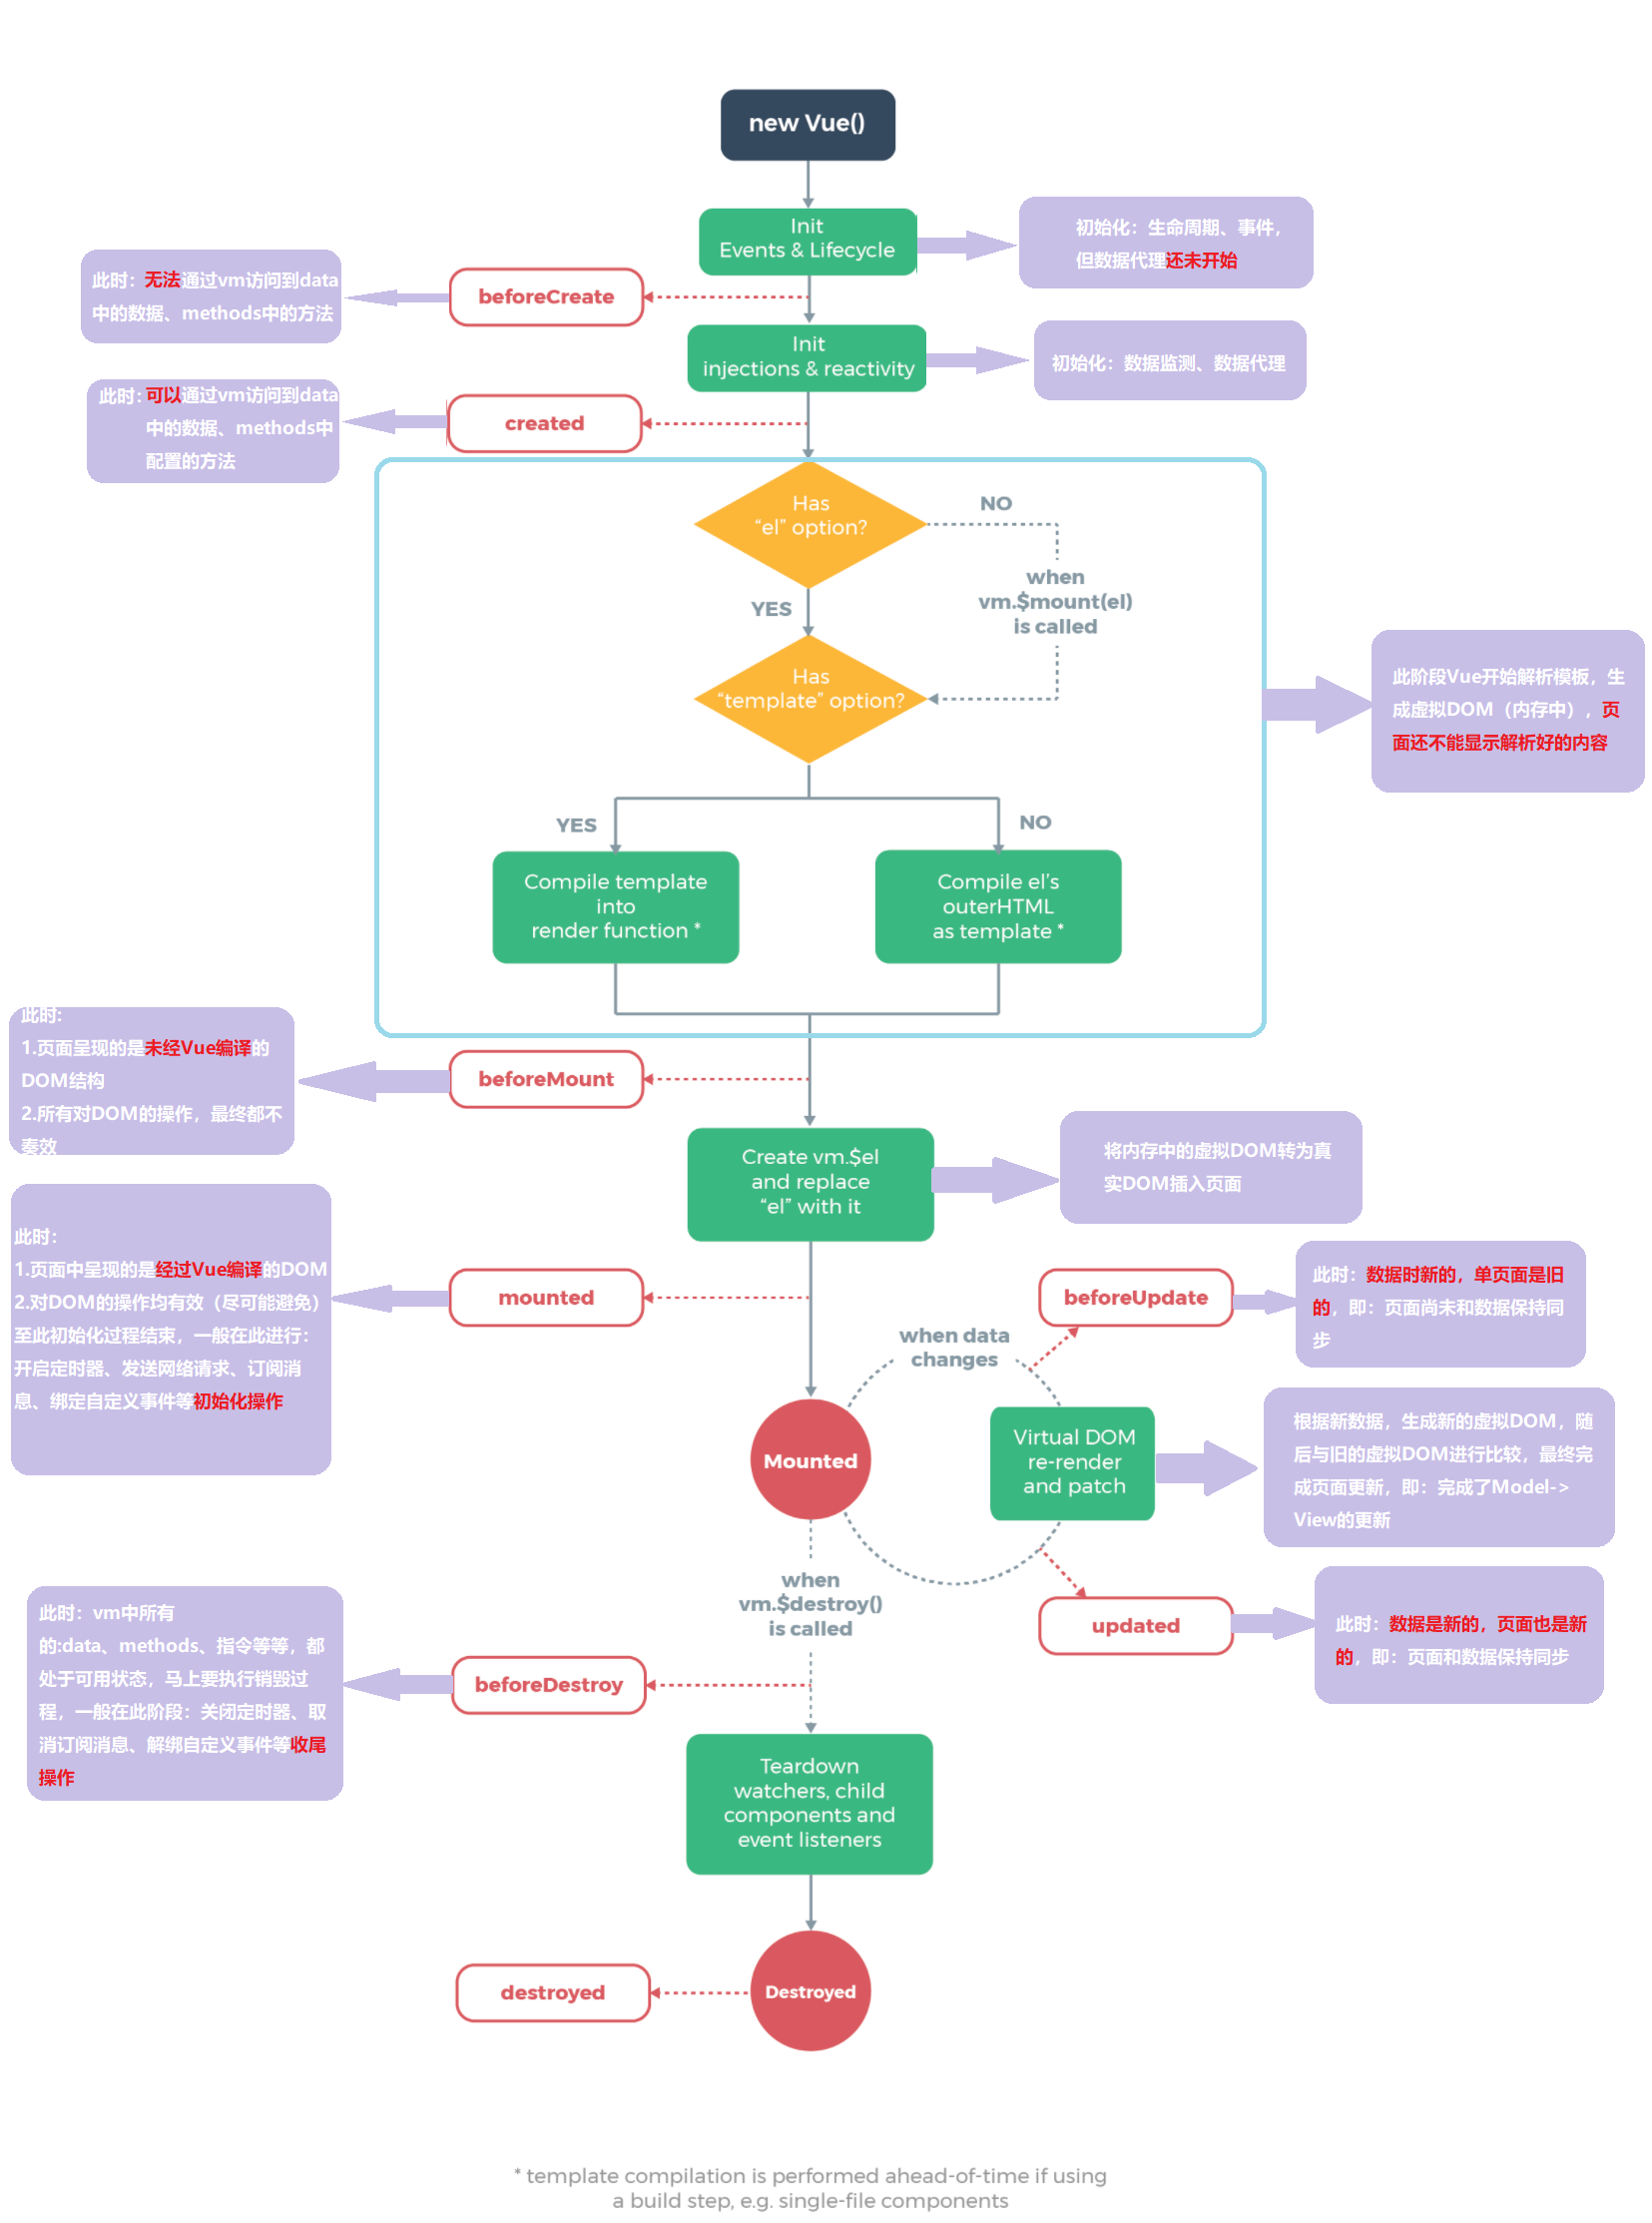 new Vue()
Init
Events & Lifecycle
初始化：生命周期、事件，
但数据代理还未开始
此时：无法通过vm访问到data
中的数据、methods中的方法
beforeCreate
Init
injections & reactivity
初始化：数据监测、数据代理
此时：可以通过vm访问到data
中的数据、methods中
配置的方法
created
Has
“el” option?
NO
when
vm.$mount(el)
is called
YES
Has
“template” option?
此阶段Vue开始解析模板，生
成虚拟DOM（内存中），页
面还不能显示解析好的内容
YES
NO
Compile template
into
render function *
Compile el’s
outerHTML
as template *
此时：
1.页面呈现的是未经Vue编译的
DOM结构
2.所有对DOM的操作，最终都不
奏效
beforeMount
Create vm.$el
and replace
“el” with it
将内存中的虚拟DOM转为真
实DOM插入页面
此时：
1.页面中呈现的是经过Vue编译的DOM
2.对DOM的操作均有效（尽可能避免）
至此初始化过程结束，一般在此进行：
开启定时器、发送网络请求、订阅消
息、绑定自定义事件等初始化操作
mounted
beforeUpdate
此时：数据时新的，单页面是旧
的，即：页面尚未和数据保持同
步
when data
changes
Mounted
Virtual DOM
re-render
and patch
根据新数据，生成新的虚拟DOM，随
后与旧的虚拟DOM进行比较，最终完
成页面更新，即：完成了Model->
View的更新
when
vm.$destroy()
is called
updated
此时：数据是新的，页面也是新
的，即：页面和数据保持同步
此时：vm中所有
的:data、methods、指令等等，都
处于可用状态，马上要执行销毁过
程，一般在此阶段：关闭定时器、取
消订阅消息、解绑自定义事件等收尾
操作
beforeDestroy
Teardown
watchers, child
components and
event listeners
destroyed
Destroyed
* template compilation is performed ahead-of-time if using
a build step, e.g. single-file components